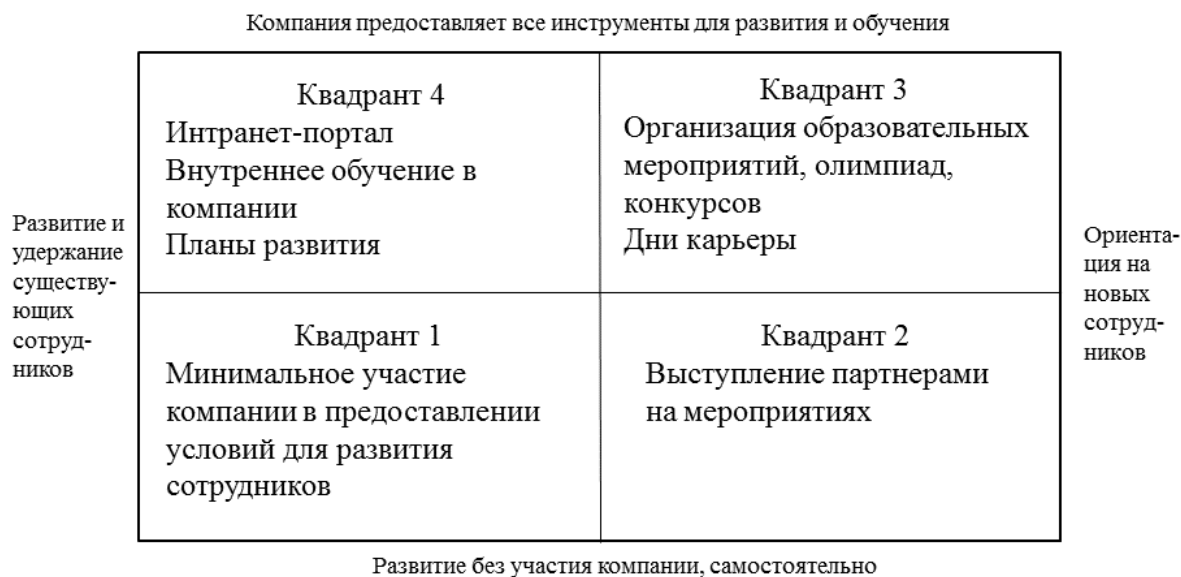 Компания предоставляет все инструменты для развития и обучения
Квадрант 4
Интранет-портал
Внутреннее обучение в
компании
Планы развития
Квадрант 3
Организация образовательных
мероприятий, олимпиад,
конкурсов
Дни карьеры
Развитие и
удержание
существу-
ющих
сотруд-
ников
Ориента-
ция на
новых
сотруд-
ников
Квадрант 1
Минимальное участие
компании в предоставлении
условий для развития
сотрудников
Квадрант 2
Выступление партнерами
на мероприятиях
Развитие без участия компании, самостоятельно